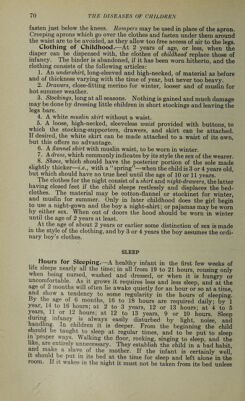 70 THE DISEASES OF CHILDREN
fasten just below the knees. Rompers may be used in place of the apron.
Creeping aprons which go over the clothes and fasten under them around
the waist are to be avoided, as they allow too free access of air to the legs.
Clothing of Childhood.—At 2 years of age, or less, when the
diaper can be dispensed with, the clothes of childhood replace those of
infancy. The binder is abandoned, if it has been worn hitherto, and the
clothing consists of the following articles:
1. An undershirt, long-sleeved and high-necked, of material as before
and of thickness varying with the time of year, but never too heavy.
2. Drawers, close-fitting merino for winter, looser and of muslin for
hot summer weather.
3. Stockings, long at all seasons. Nothing is gained and much damage
may be done by dressing little children in short stockings and leaving the
legs bare.
4. A white muslin shirt without a waist.
5. A loose, high-necked, sleeveless waist provided with buttons, to
which the stocking-supporters, drawers, and skirt can be attached.
If desired, the white skirt can be made attached to a waist of its own,
but this offers no advantage.
6. A flannel skirt with muslin waist, to be worn in winter.
7. A dress, which commonly indicates by its style the sex of the wearer.
8. Shoes, which should have the posterior portion of the sole made
slightly thicker—i.e., with a “spring”—when the child is 3 or 4 years old,
but which should have no true heel until the age of 10 or 11 years.
The clothes for the night consist of a shirt and night-drawers, the latter
having closed feet if the child sleeps restlessly and displaces the bed-
clothes. The material may be cotton-flannel or stockinet for winter,
and muslin for summer. Only in later childhood does the girl begin
to use a night-gown and the boy a night-shirt; or pajamas may be worn
by either sex. When out of doors the hood should be worn in winter
until the age of 2 years at least.
At the age of about 2 years or earlier some distinction of sex is made
in the style of the clothing, and by 3 or 4 years the boy assumes the ordi-
nary boy’s clothes.
SLEEP
Hours for Sleeping.—A healthy infant in the first few weeks of
life sleeps nearly all the time; in all from 19 to 21 hours, rousing only
when being nursed, washed and dressed, or when it is hungry or
uncomfortable. As it grows it requires less and less sleep, and at the
age of 2 months will often lie awake quietly for an hour or so at a time,
and show a tendency to some regularity in the hours of sleeping.
By the age of 6 months, 16 to 18 hours are required daily; by 1
year, 14 to 16 hours; at 2 to 3 years, 12 or 13 hours; at 4 to 5
years, 11 or 12 hours; at 12 to 13 years, 9 or 10 hours. Sleep
during infancy is always easily disturbed by light, noise, and
handling. In children it is deeper. From the beginning the child
should be taught to sleep at regular times, and to be put to sleep
in proper ways. Walking the floor, rocking, singing to sleep, and the
like, are entirely unnecessary. They establish the child in a bad habit,
and make a slave of the mother. If the infant is certainly well,
it should be put in its bed at the time for sleep and left alone in the
room. If it wakes in the night it must not be taken from its bed unless